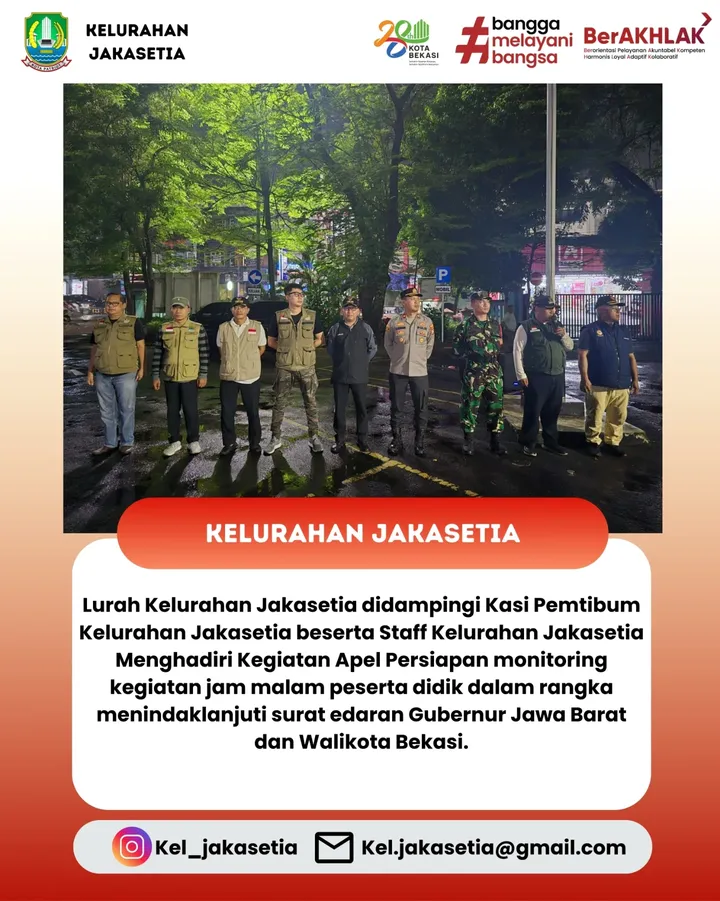 KELURAHAN
JAKASETIA
28 KOTA
BEKASI
#bangga
melayani
bangsa
BerAKHLAK
Berorientasi Pelayanan Akuntabel Kompeten
Harmonis Loyal Adaptif Kolaboratif
P
KELURAHAN JAKASETIA
Lurah Kelurahan Jakasetia didampingi Kasi Pemtibum
Kelurahan Jakasetia beserta Staff Kelurahan Jakasetia
Menghadiri Kegiatan Apel Persiapan monitoring
kegiatan jam malam peserta didik dalam rangka
menindaklanjuti surat edaran Gubernur Jawa Barat
dan Walikota Bekasi.
Kel_jakasetia
Kel.jakasetia@gmail.com